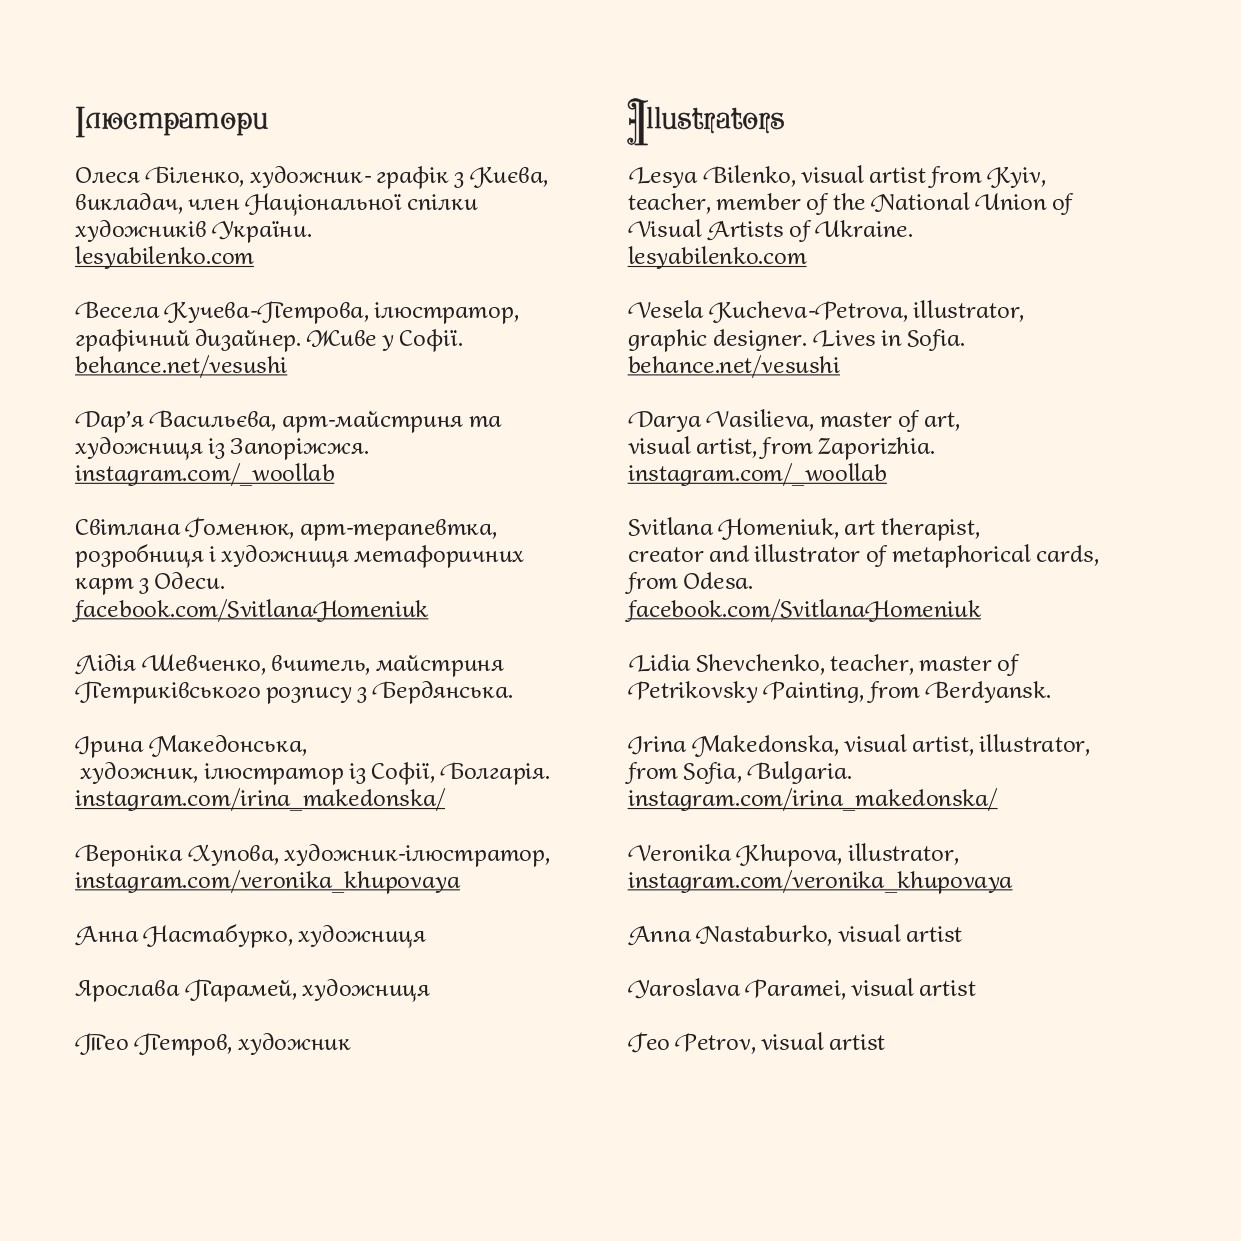 Ілюстратори
Олеся Біленко, художник- графік з Києва,
викладач, член Національної спілки
художників України.
lesyabilenko.com
Весела Кучева-Петрова, ілюстратор,
графічний дизайнер. Живе у Софії.
behance.net/vesushi
Дар’я Васильєва, арт-майстриня та
художниця із Запоріжжя.
instagram.com/_woollab
Світлана Гоменюк, арт-терапевтка,
розробниця і художниця метафоричних
карт з Одеси.
facebook.com/SvitlanaHomeniuk
Лідія Шевченко, вчитель, майстриня
Петриківського розпису з Бердянська.
Ірина Македонська,
художник, ілюстратор із Софії, Болгарія.
instagram.com/irina_makedonska/
Вероніка Хупова, художник-ілюстратор,
instagram.com/veronika_khupovaya
Анна Настабурко, художниця
Ярослава Парамей, художниця
Тео Петров, художник
Illustrators
Lesya Bilenko, visual artist from Kyiv,
teacher, member of the National Union of
Visual Artists of Ukraine.
lesyabilenko.com
Vesela Kucheva-Petrova, illustrator,
graphic designer. Lives in Sofia.
behance.net/vesushi
Darya Vasilieva, master of art,
visual artist, from Zaporizhia.
instagram.com/_woollab
Svitlana Homeniuk, art therapist,
creator and illustrator of metaphorical cards,
from Odesa.
facebook.com/SvitlanaHomeniuk
Lidia Shevchenko, teacher, master of
Petrikovsky Painting, from Berdyansk.
Irina Makedonska, visual artist, illustrator,
from Sofia, Bulgaria.
instagram.com/irina_makedonska/
Veronika Khupova, illustrator,
instagram.com/veronika_khupovaya
Anna Nastaburko, visual artist
Yaroslava Paramei, visual artist
Teo Petrov, visual artist